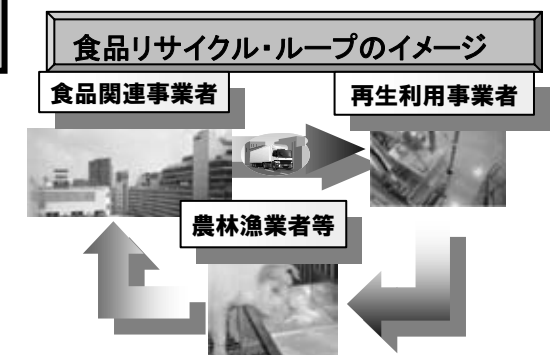 食品リサイクル・ループのイメージ
食品関連事業者
再生利用事業者
農林漁業者等